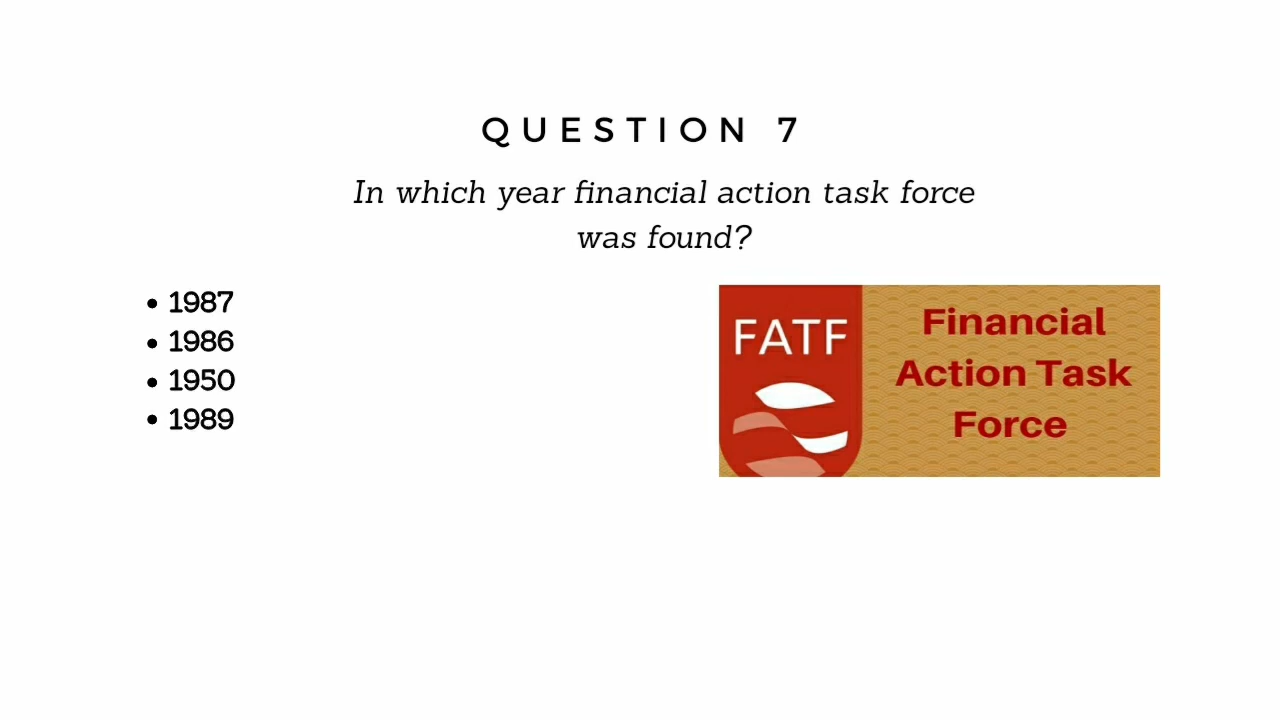 QUESTION 7
In which year financial action task force
was found?
• 1987
• 1986
• 1950
• 1989
FATF
Financial
Action Task
Force